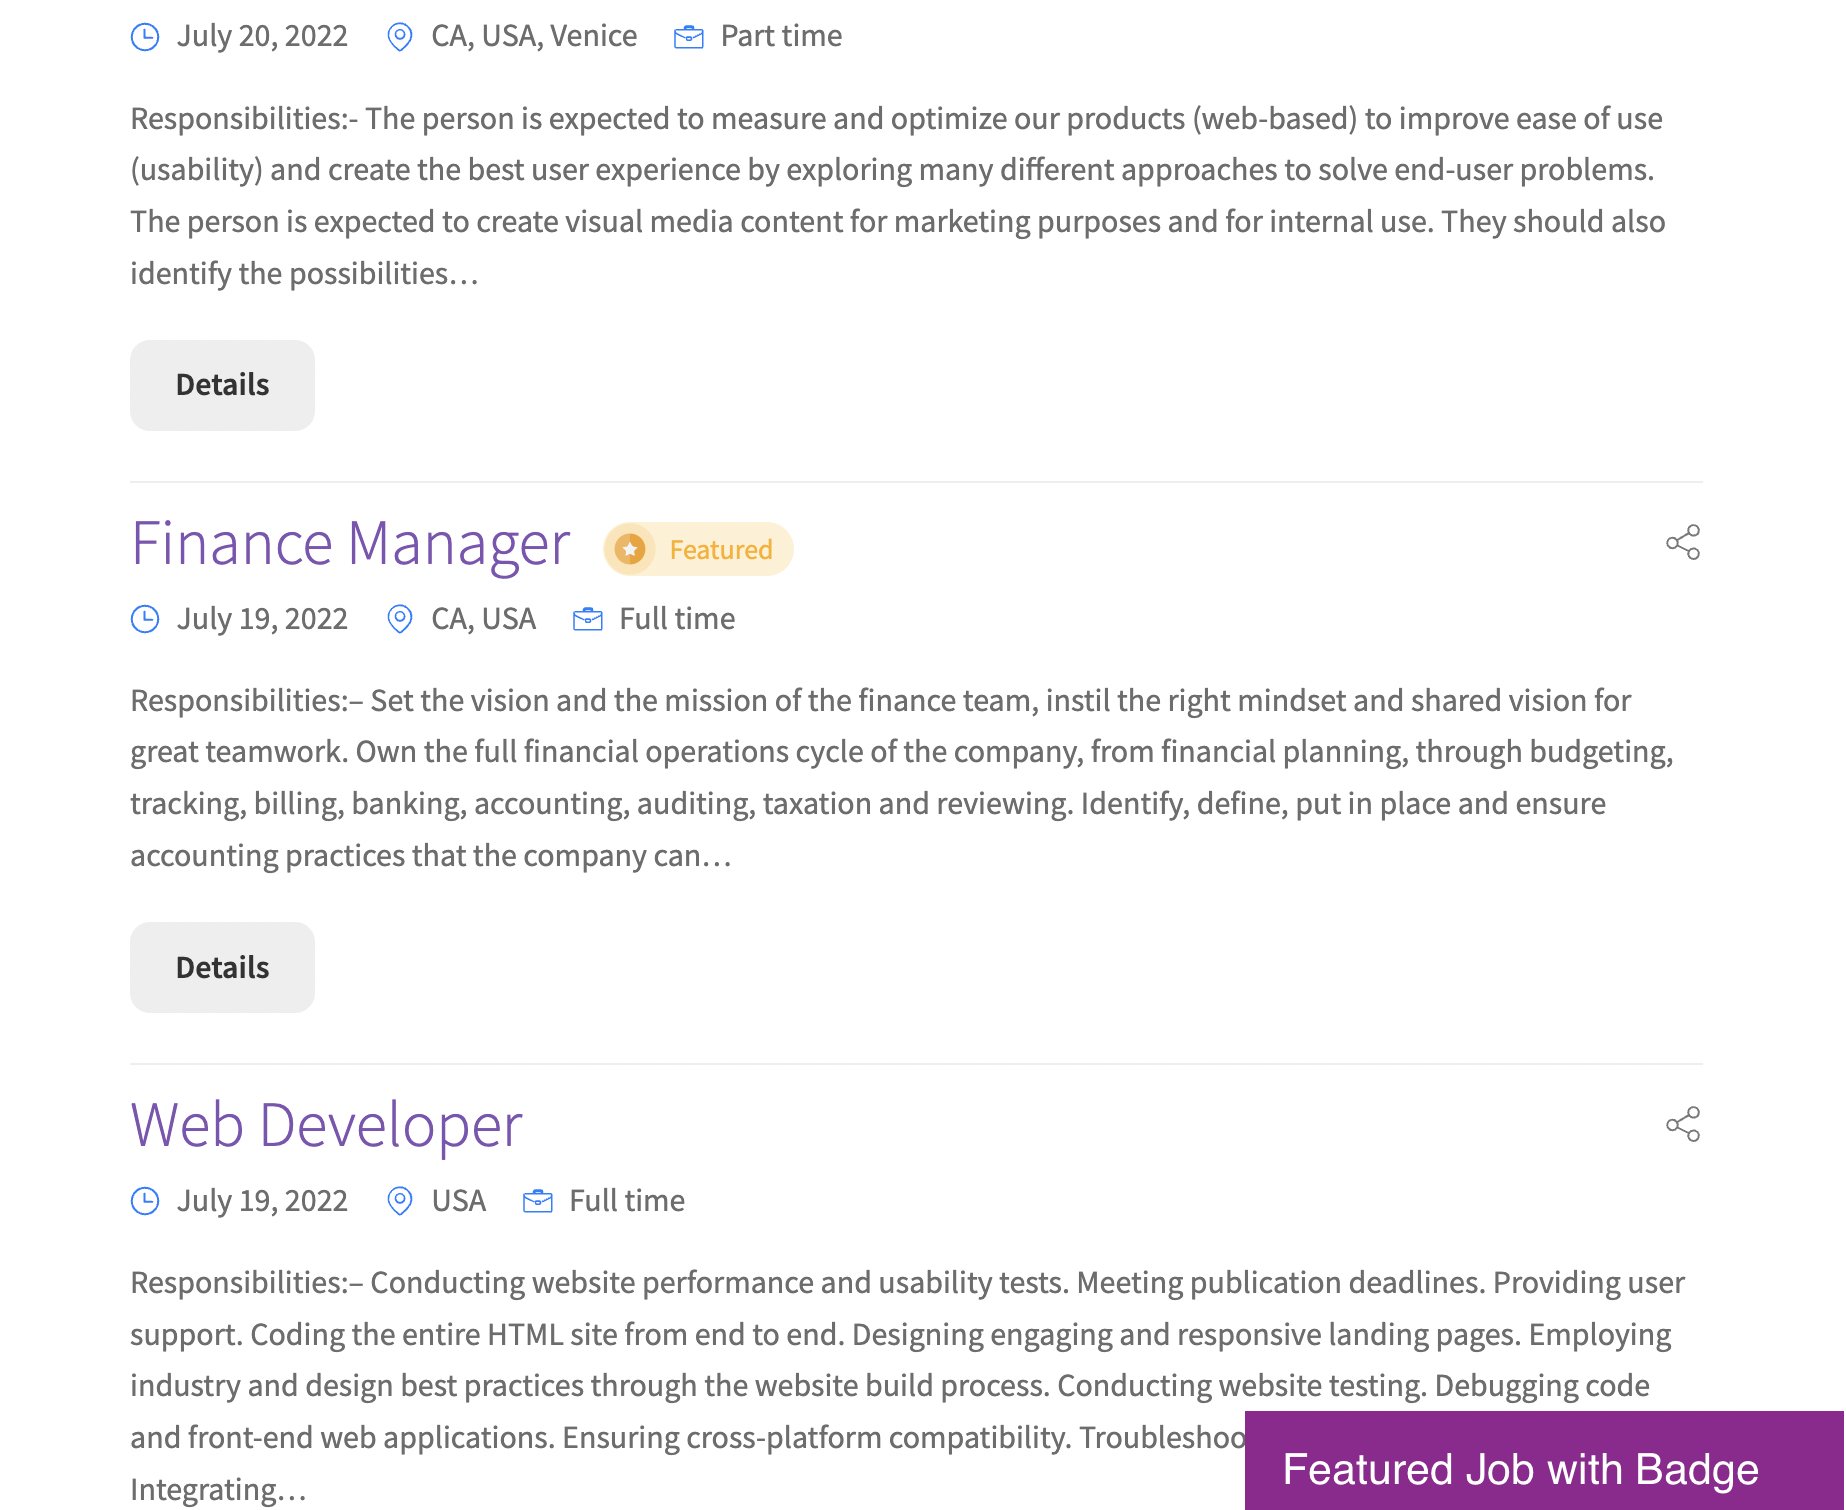 July 20, 2022 CA, USA, Venice Part time
Responsibilities:- The person is expected to measure and optimize our products (web-based) to improve ease of use
(usability) and create the best user experience by exploring many different approaches to solve end-user problems.
The person is expected to create visual media content for marketing purposes and for internal use. They should also
identify the possibilities…
Details
Finance Manager Featured
July 19, 2022 CA, USA Full time
Responsibilities:– Set the vision and the mission of the finance team, instil the right mindset and shared vision for
great teamwork. Own the full financial operations cycle of the company, from financial planning, through budgeting,
tracking, billing, banking, accounting, auditing, taxation and reviewing. Identify, define, put in place and ensure
accounting practices that the company can…
Details
Web Developer
July 19, 2022 USA Full time
Responsibilities:– Conducting website performance and usability tests. Meeting publication deadlines. Providing user
support. Coding the entire HTML site from end to end. Designing engaging and responsive landing pages. Employing
industry and design best practices through the website build process. Conducting website testing. Debugging code
and front-end web applications. Ensuring cross-platform compatibility. Troubleshoo
Integrating…
Featured Job with Badge